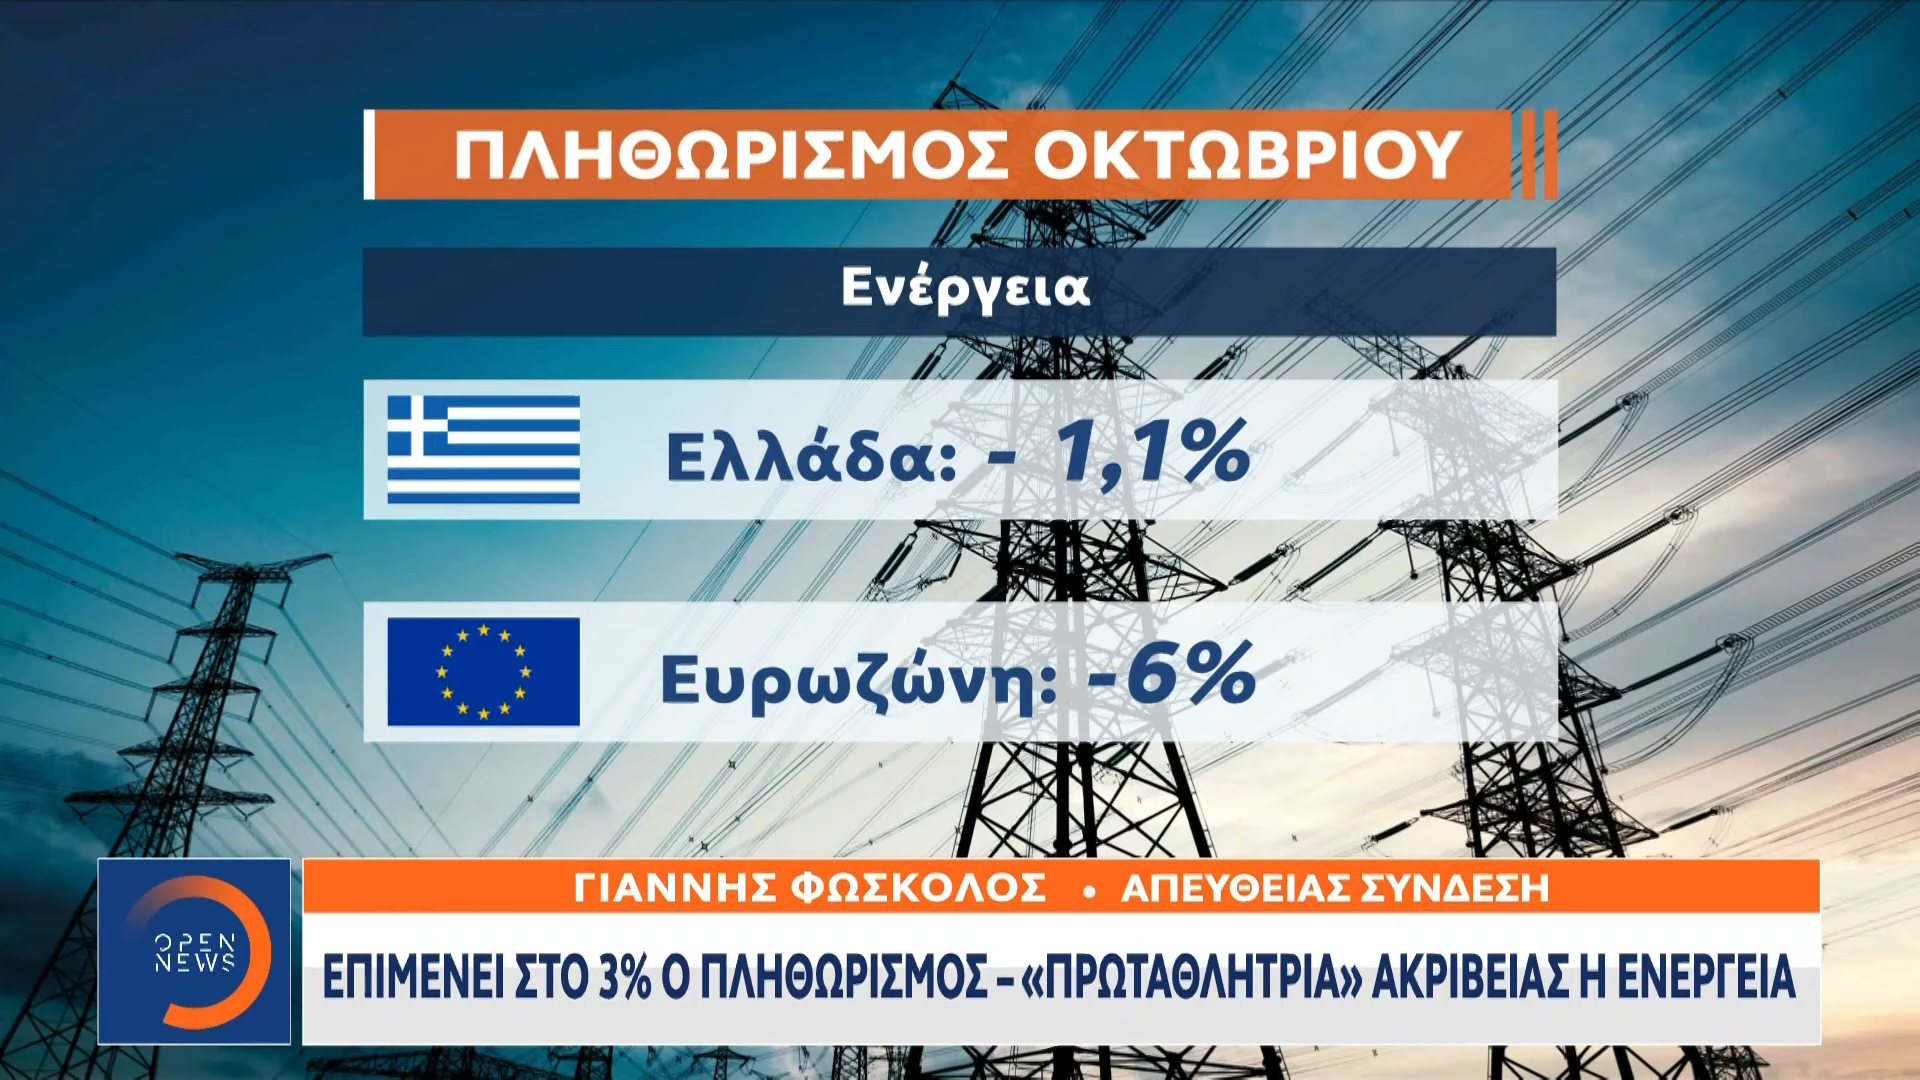 ΠΛΗΘΩΡΙΣΜΟΣ ΟΚΤΩΒΡΙΟΥ
Ενέργεια
Ελλάδα: - 1,1%
Ευρωζώνη: -6%
ΓΙΑΝΝΗΣ ΦΩΣΚΟΛΟΣ • ΑΠΕΥΘΕΙΑΣ ΣΥΝΔΕΣΗ
OPEN
NEWS
ΕΠΙΜΕΝΕΙ ΣΤΟ 3% Ο ΠΛΗΘΩΡΙΣΜΟΣ – «ΠΡΩΤΑΘΛΗΤΡΙΑ» ΑΚΡΙΒΕΙΑΣ Η ΕΝΕΡΓΕΙΑ